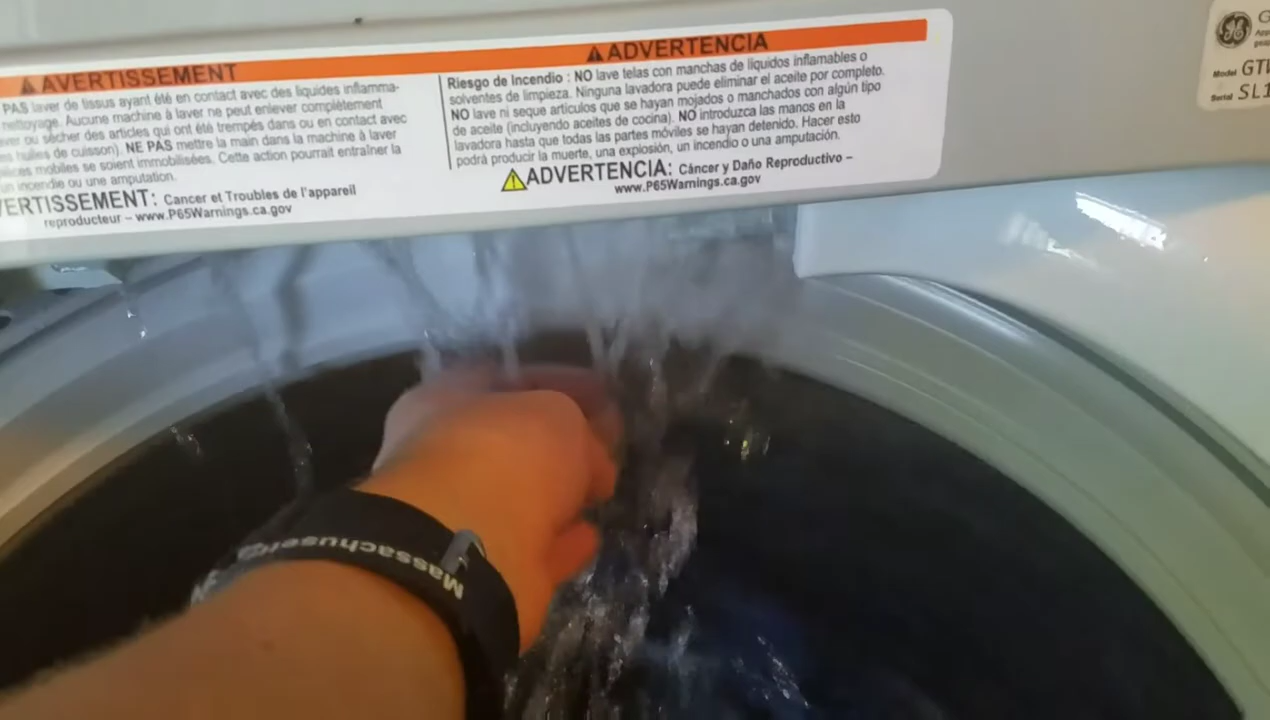 AVERTISSEMENT
PAS laver de tissus ayant été en contact avec des liquides inflamma-
nettoyage. Aucune machine à laver ne peut enlever complètement
ver ou sécher des articles qui ont été trempés dans ou en contact avec
es huiles de cuisson). NE PAS mettre la main dans la machine à laver
mobiles se soient immobilisées. Cette action pourrait entraîner la
un incendie ou une amputation.
VERTISSEMENT: Cancer et Troubles de l'appareil
reproducteur – www.P65Warnings.ca.gov
ADVERTENCIA
Riesgo de Incendio : NO lave telas con manchas de líquidos inflamables o
solventes de limpieza. Ninguna lavadora puede eliminar el aceite por completo.
NO lave ni seque artículos que se hayan mojados o manchados con algún tipo
de aceite (incluyendo aceites de cocina). NO introduzca las manos en la
lavadora hasta que todas las partes móviles se hayan detenido. Hacer esto
podrá producir la muerte, una explosión, un incendio o una amputación.
ADVERTENCIA: Cáncer y Daño Reproductivo –
www.P65Warnings.ca.gov
GE
Model GT
Serial SL1
Massachusetts